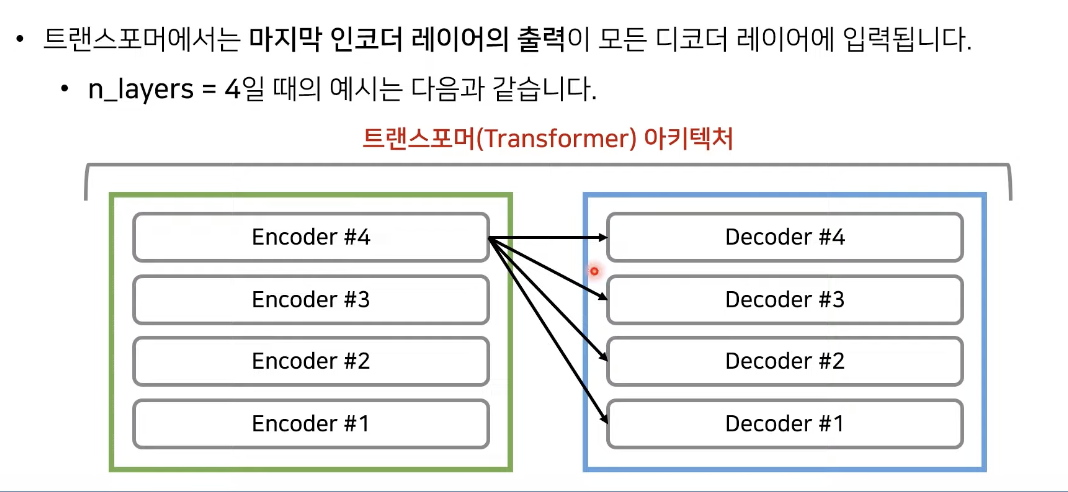 • 트랜스포머에서는 마지막 인코더 레이어의 출력이 모든 디코더 레이어에 입력됩니다.
• n_layers = 4일 때의 예시는 다음과 같습니다.
트랜스포머(Transformer) 아키텍처
Encoder #4
Decoder #4
Encoder #3
Decoder #3
Encoder #2
Decoder #2
Encoder #1
Decoder #1